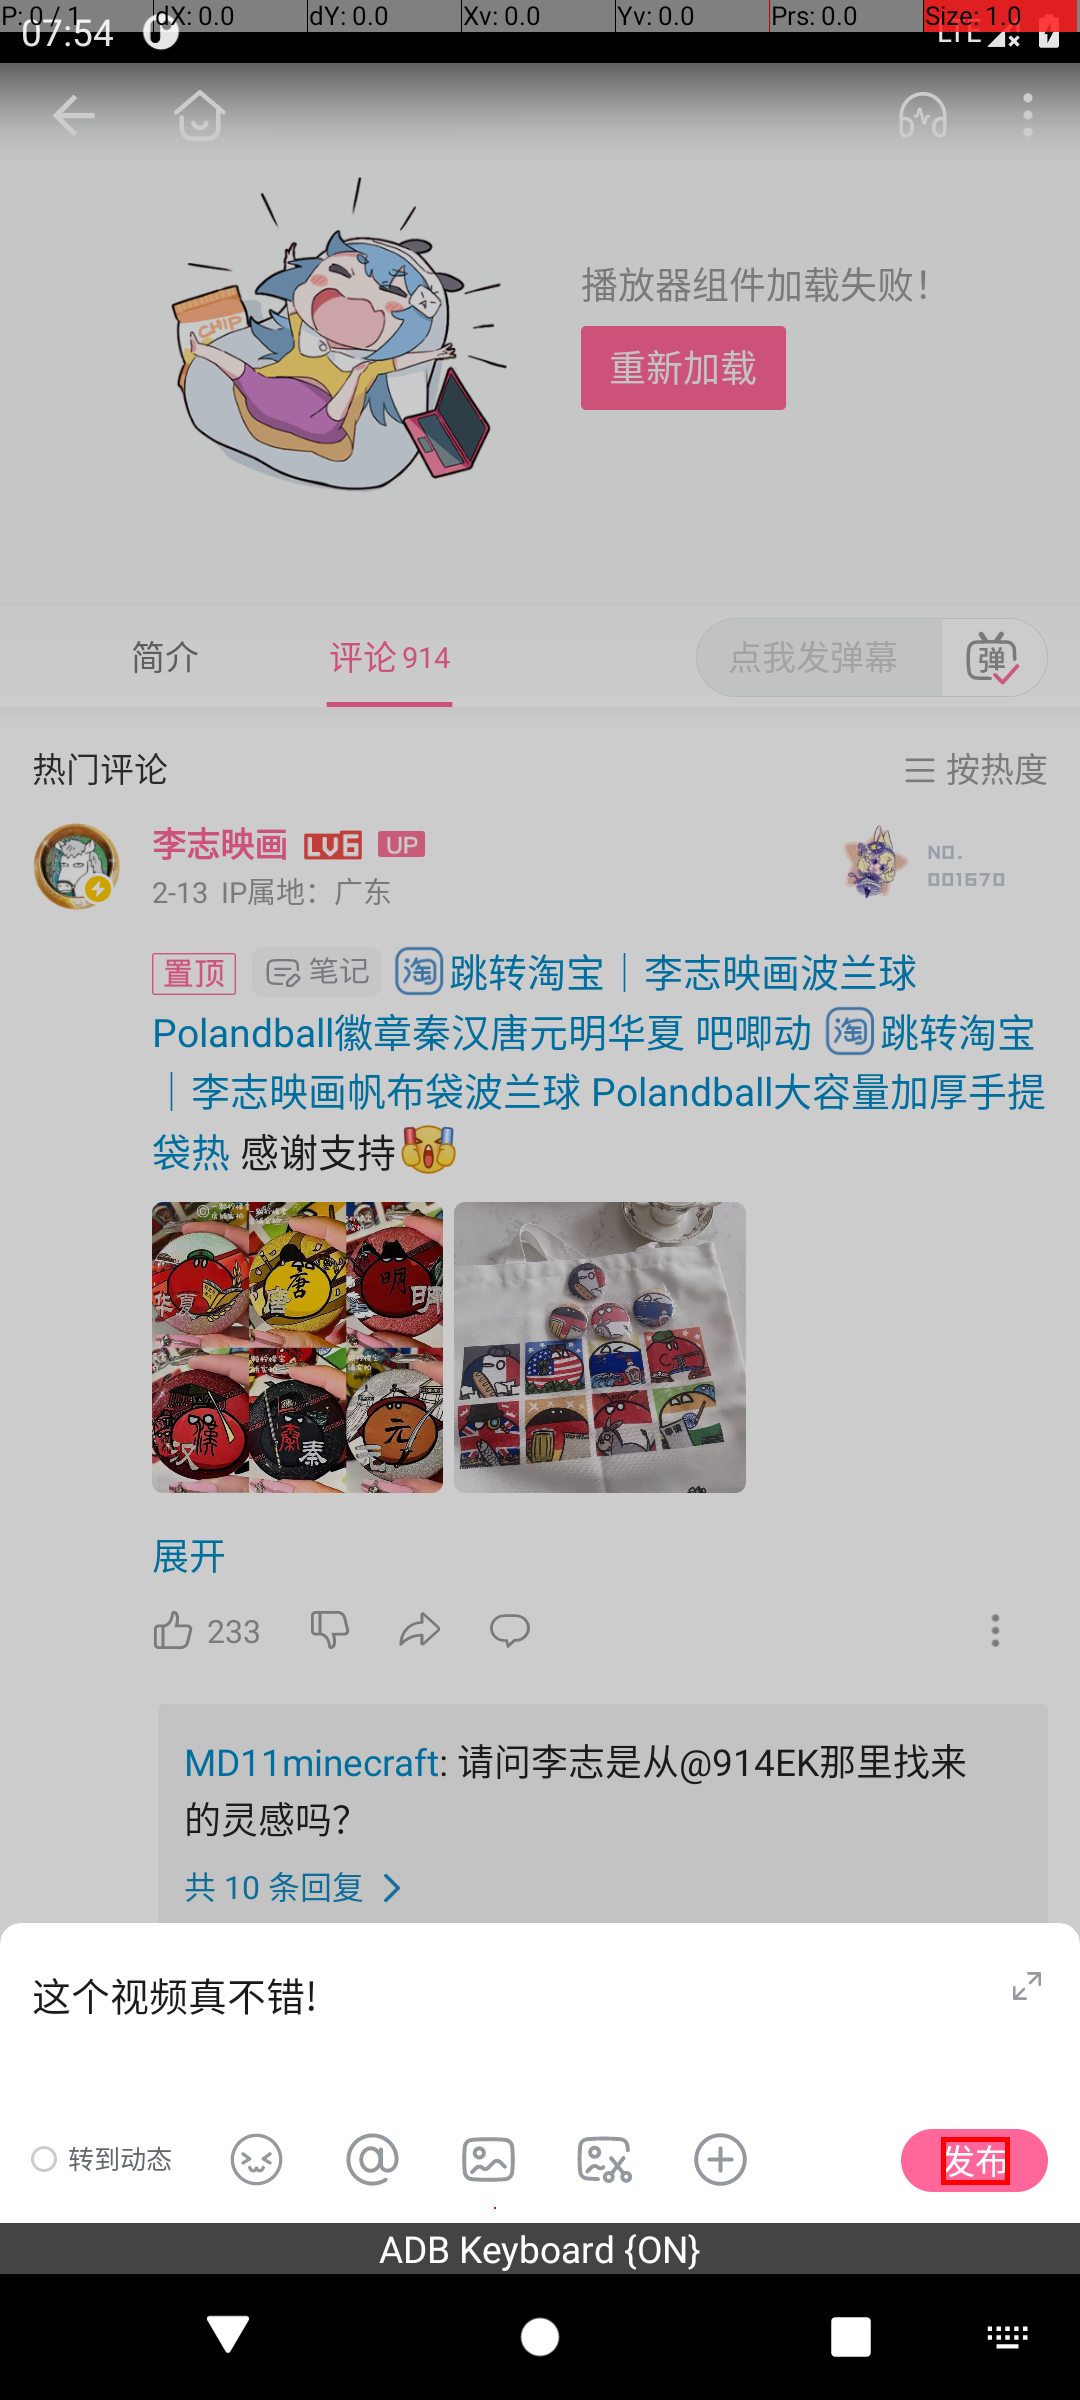 P: 0 / 1 dX: 0.0 dY: 0.0 Xv: 0.0 Yv: 0.0 Prs: 0.0 Size: 1.0
07:54 LTE
CHIP
播放器组件加载失败！
重新加载
简介 评论 914 点我发弹幕 弹
热门评论 按热度
李志映画 LV6 UP
NO.
001670
2-13 IP属地：广东
置顶 笔记 淘 跳转淘宝｜李志映画波兰球
Polandball徽章秦汉唐元明华夏 吧唧动 淘 跳转淘宝
｜李志映画帆布袋波兰球 Polandball大容量加厚手提
袋热 感谢支持
华夏 唐 唐 明 明
汉 漢 秦 秦 元 元
展开
233
MD11minecraft: 请问李志是从@914EK那里找来
的灵感吗？
共 10 条回复
这个视频真不错!
转到动态 发布
ADB Keyboard {ON}